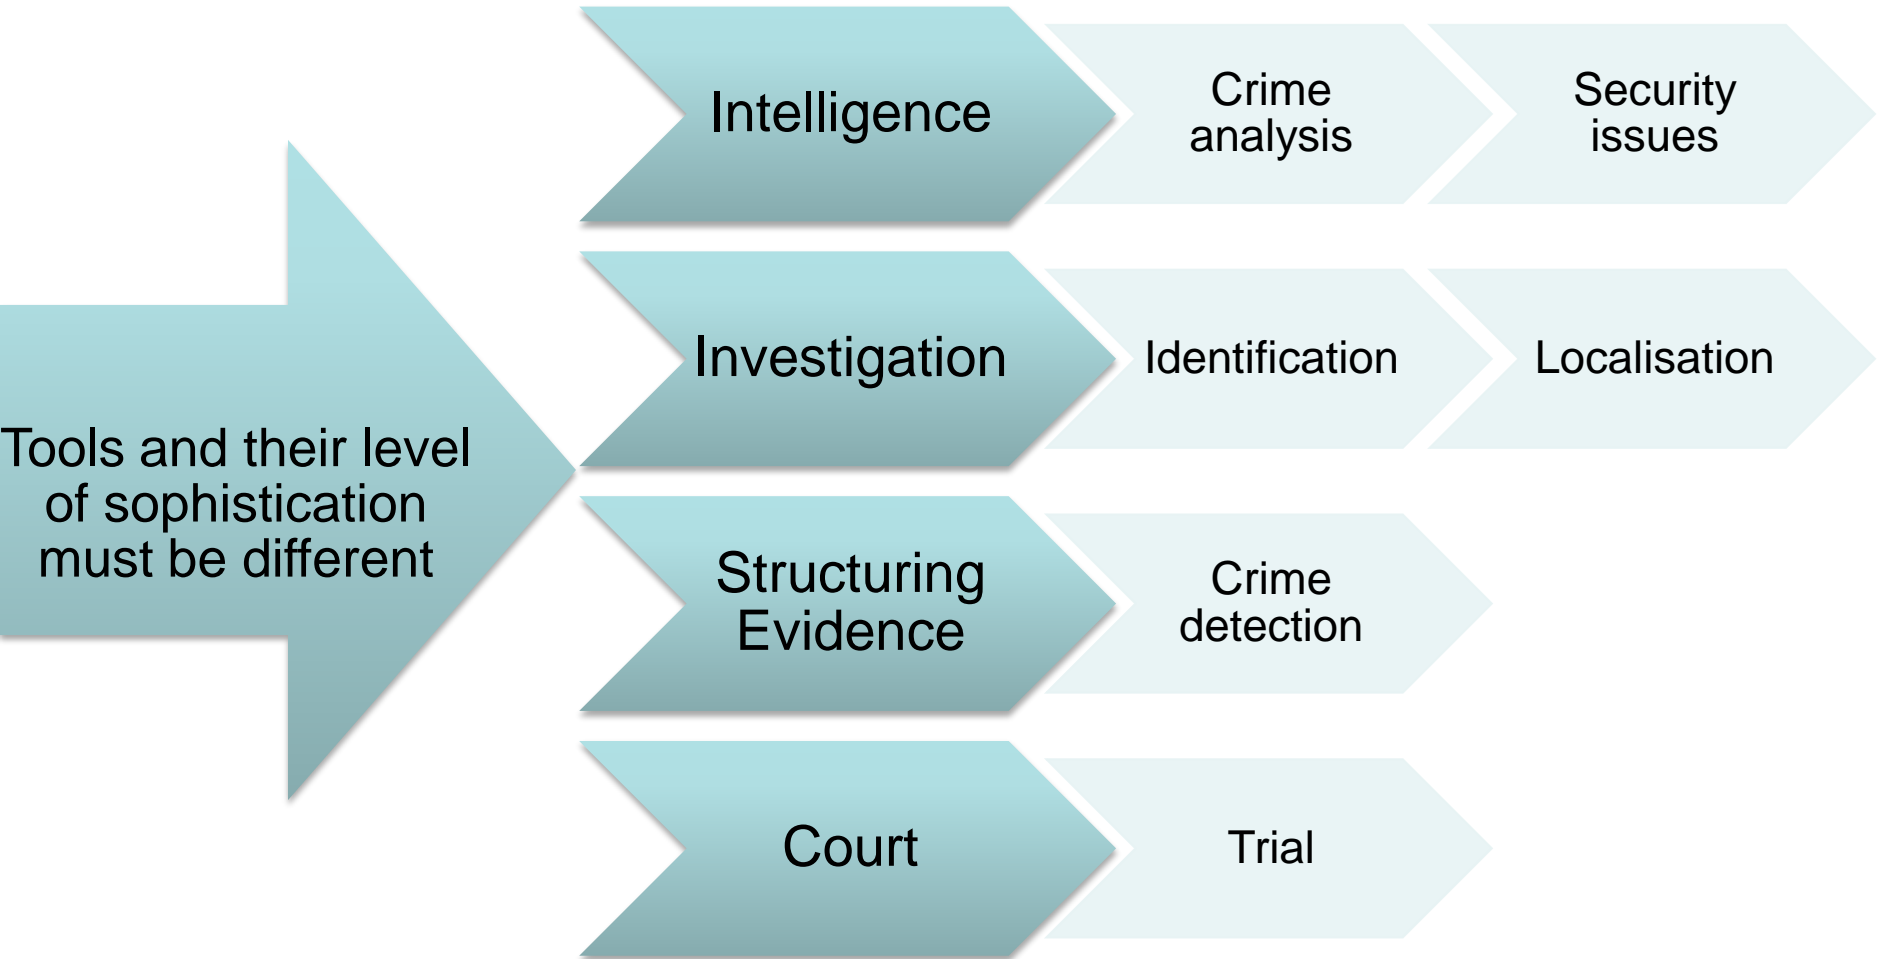 Tools and their level
of sophistication
must be different
Intelligence
Crime
analysis
Security
issues
Investigation
Identification
Localisation
Structuring
Evidence
Crime
detection
Court
Trial